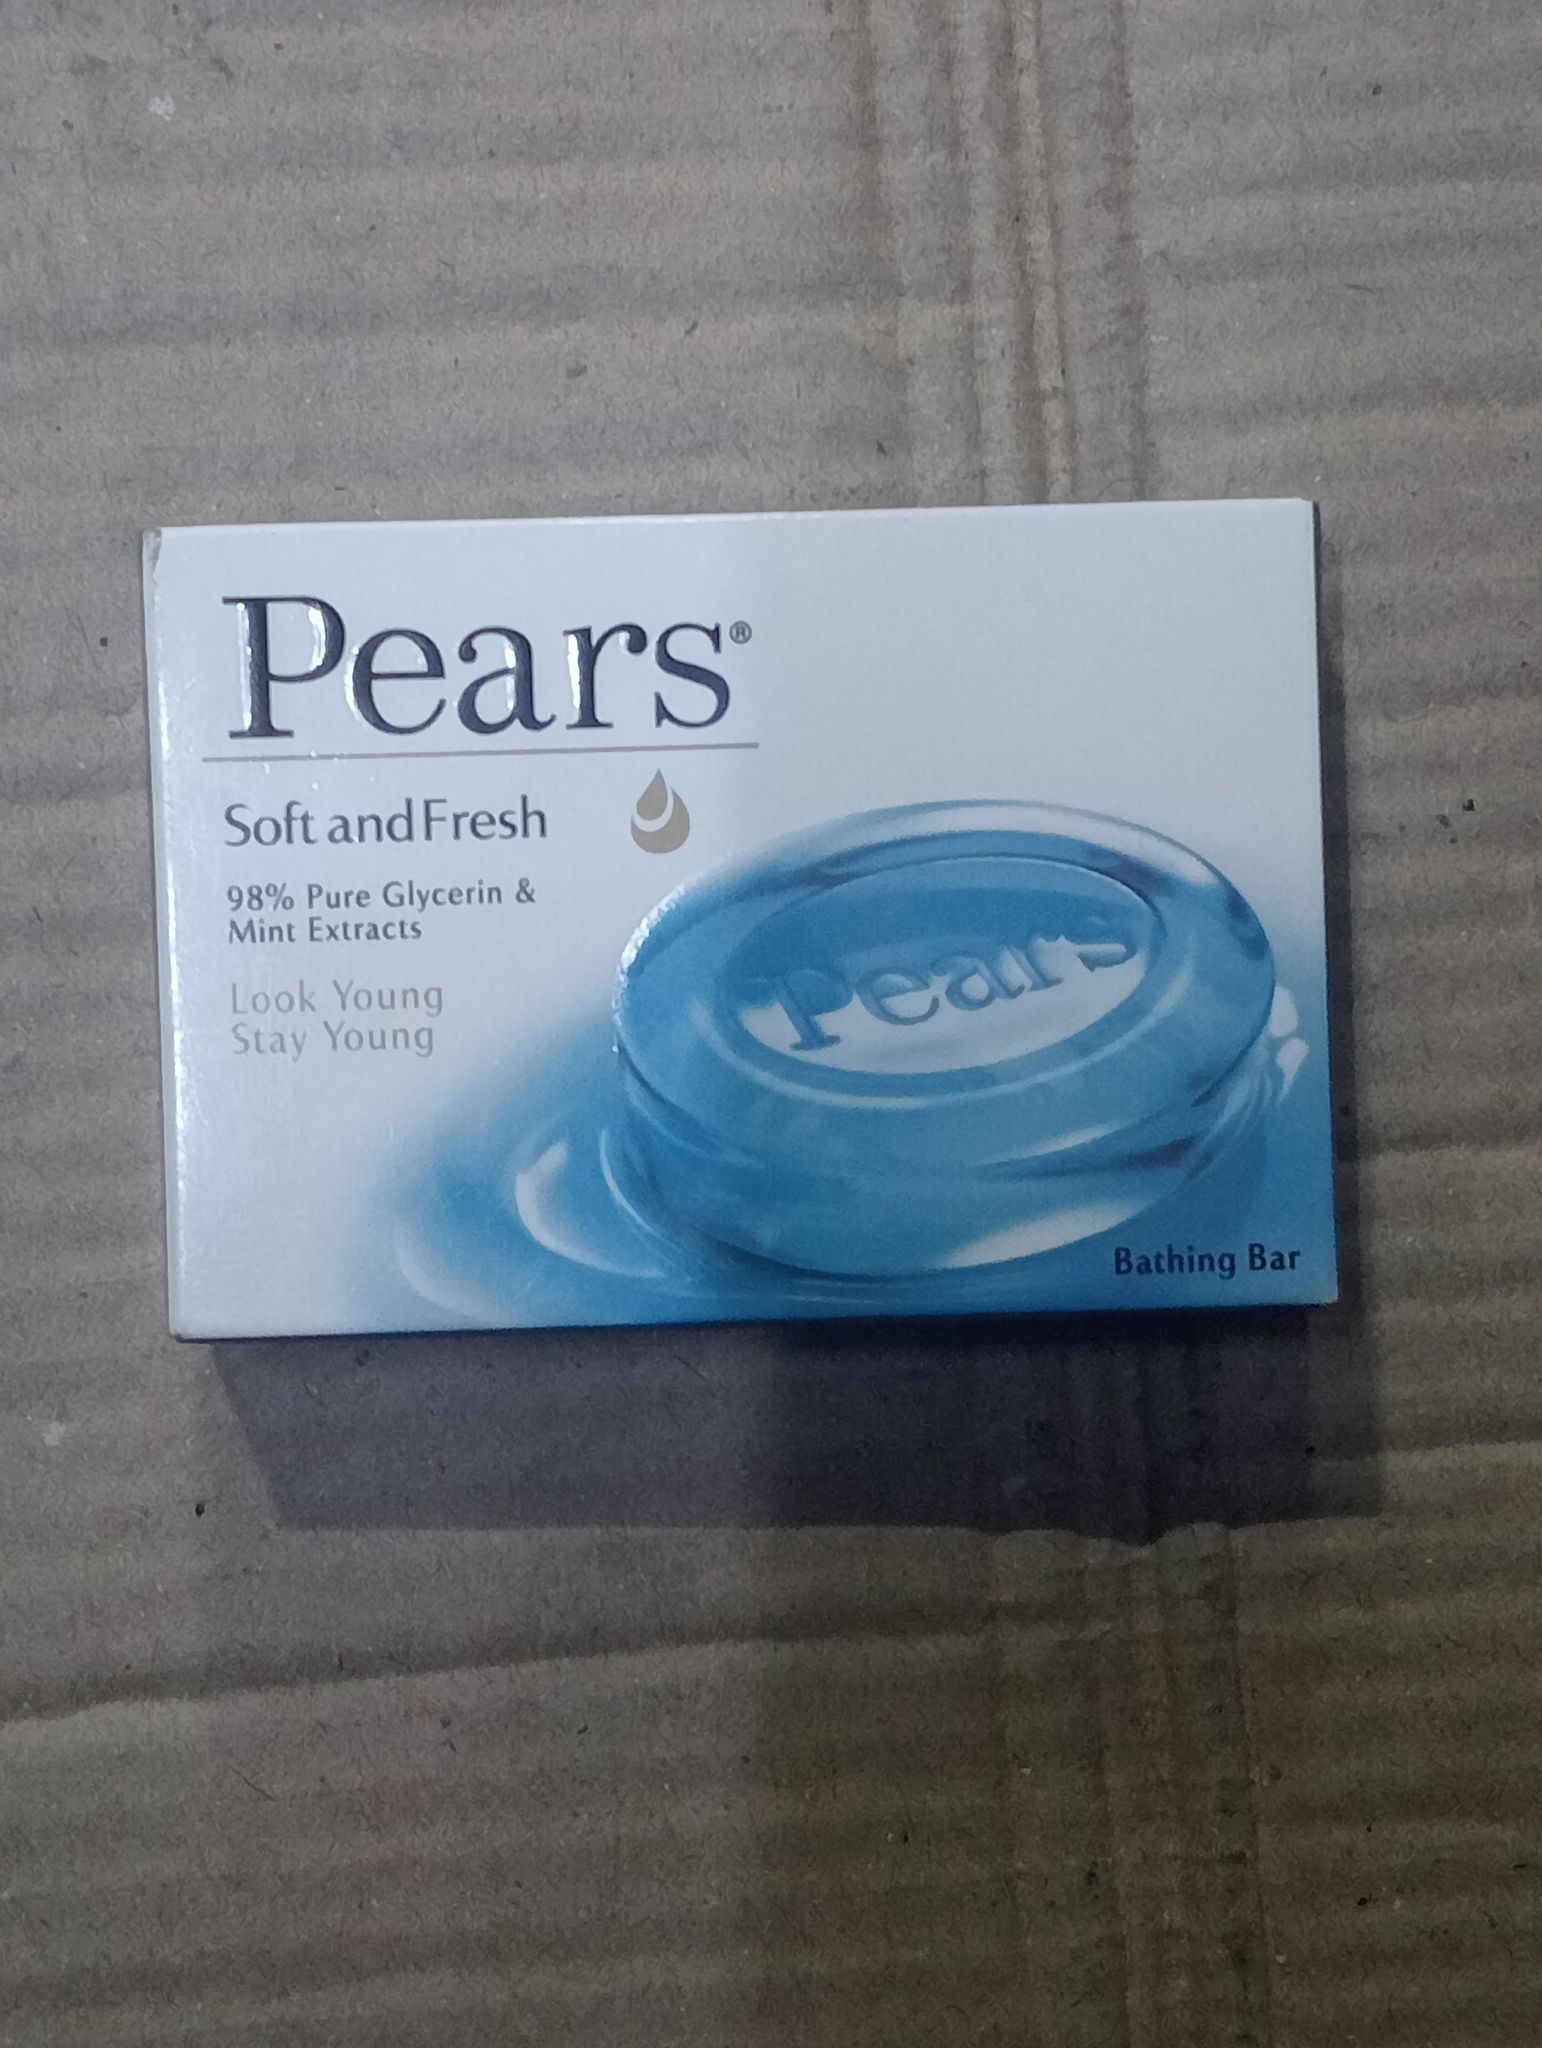 Pears®
Soft and Fresh
98% Pure Glycerin &
Mint Extracts
Look Young
Stay Young
Pears
Bathing Bar